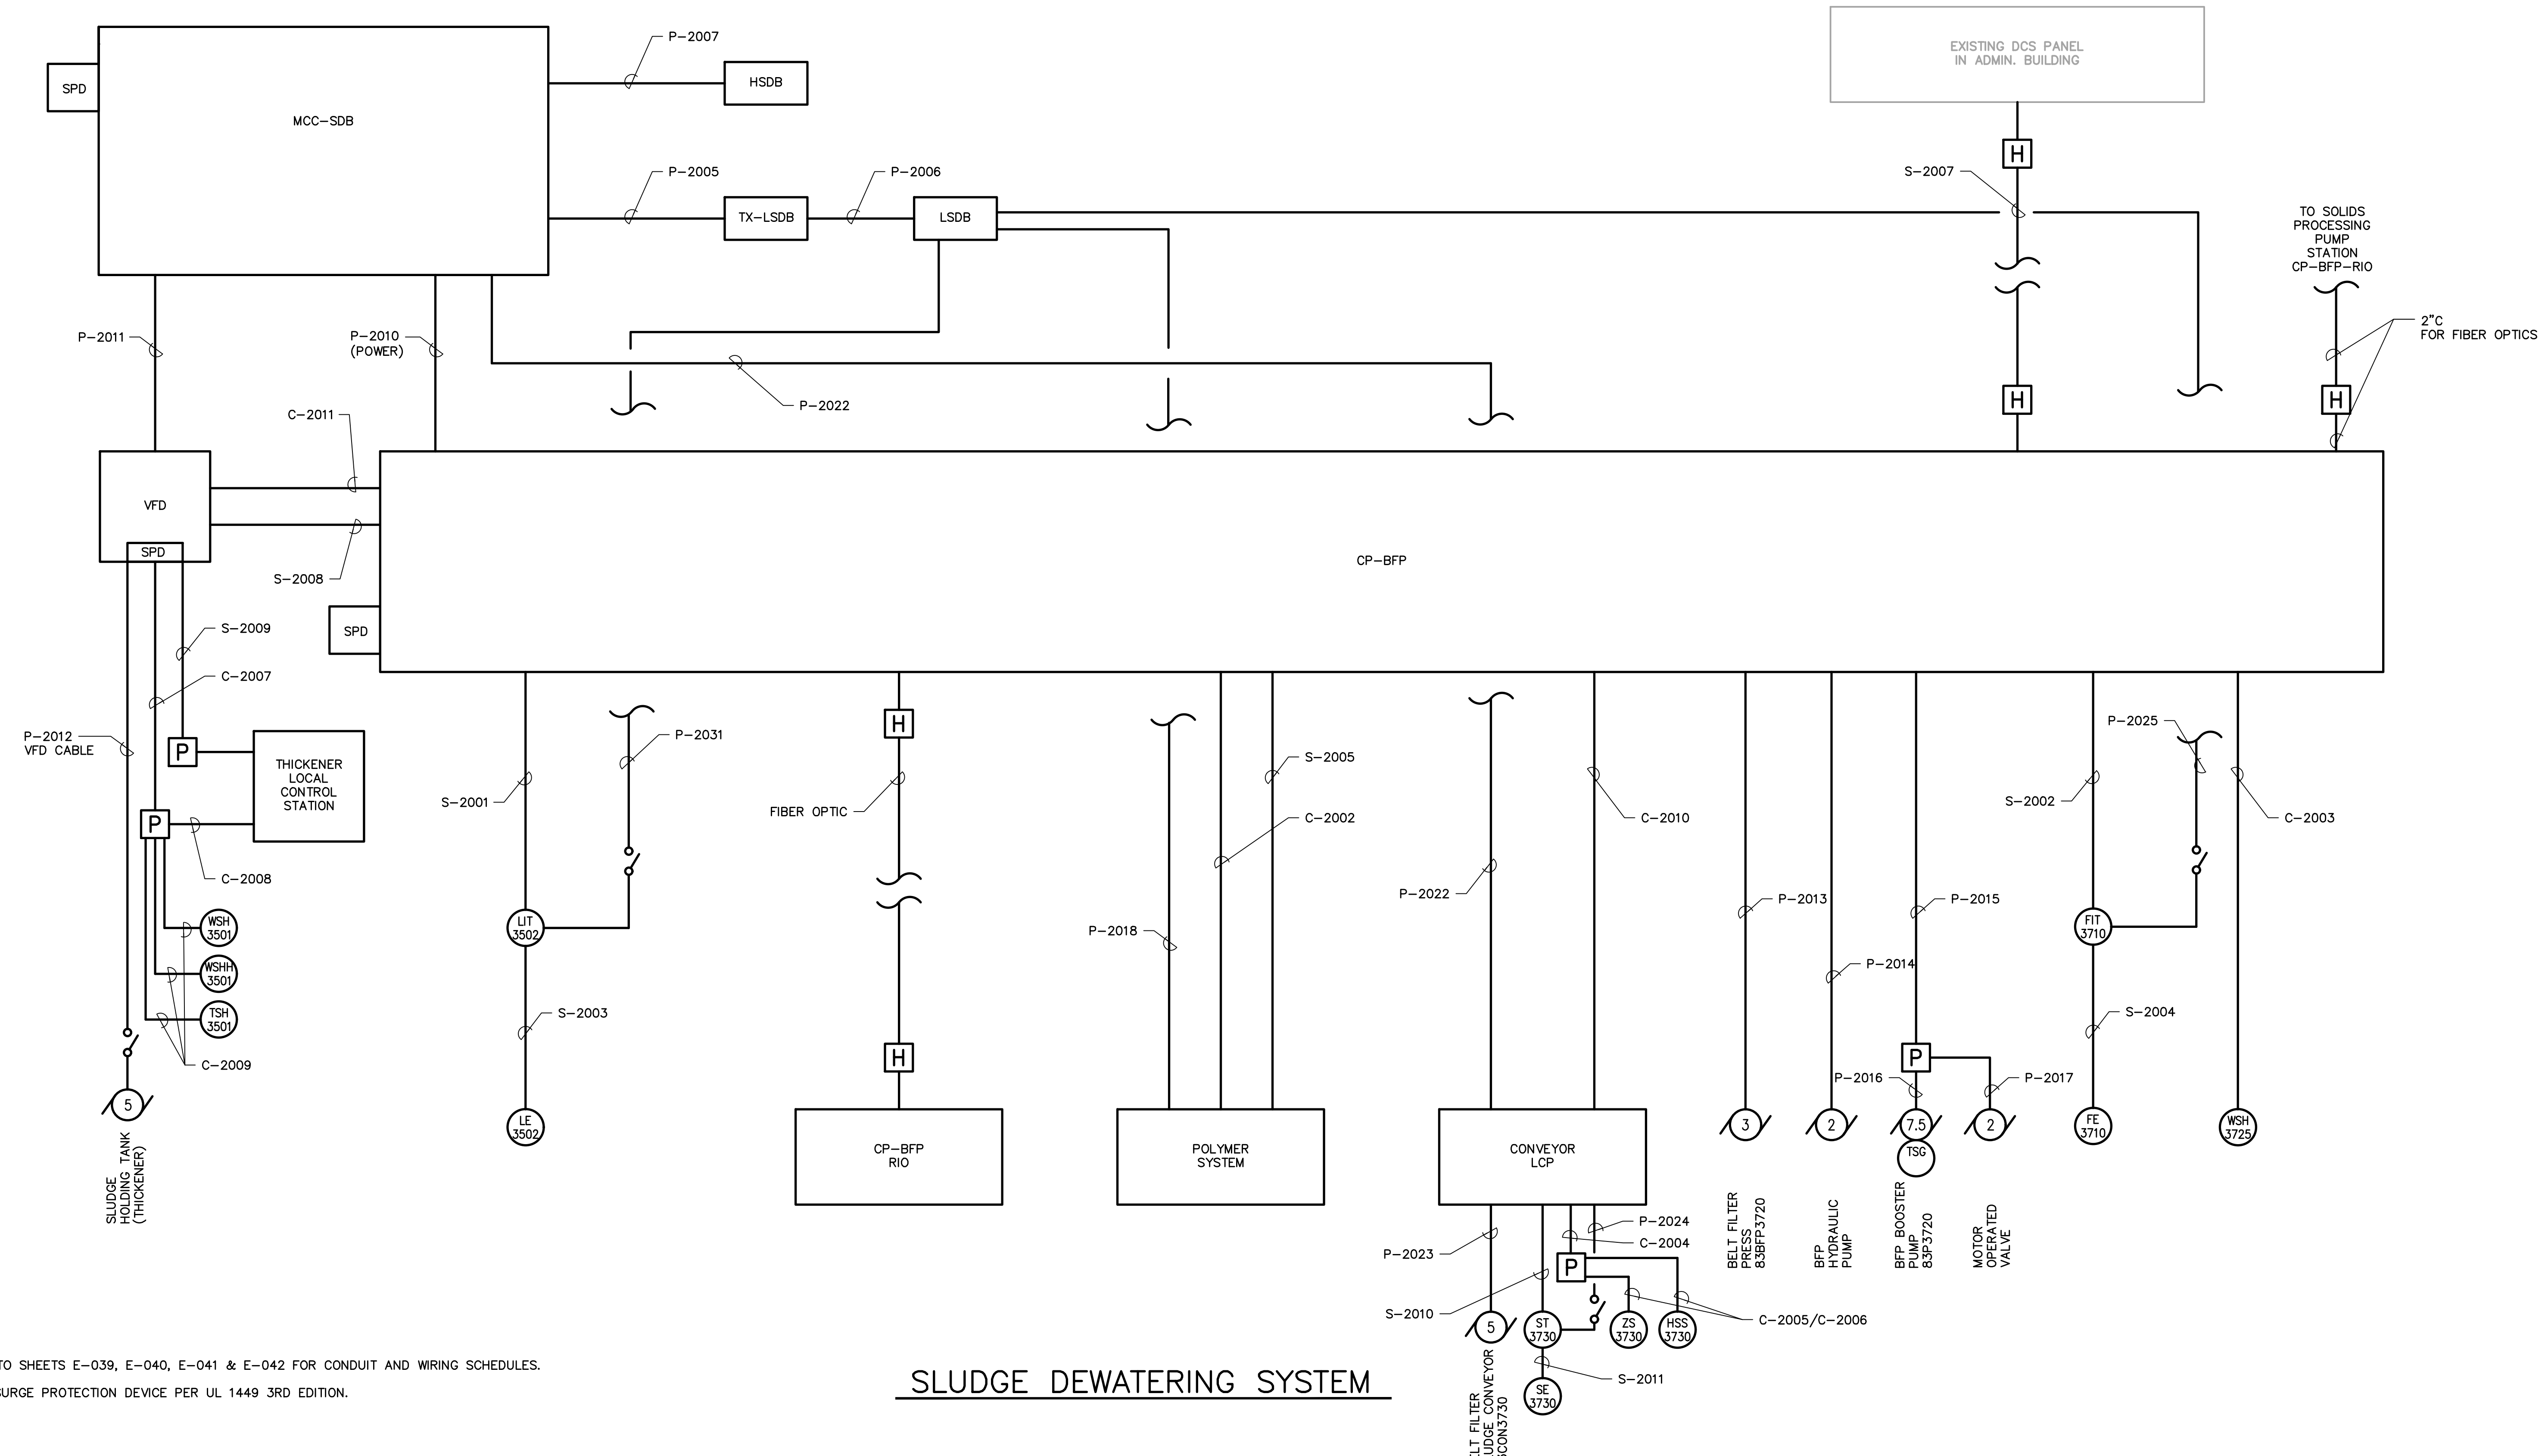 P-2007
EXISTING DCS PANEL
IN ADMIN. BUILDING
SPD
HSDB
MCC-SDB
H
P-2005
P-2006
S-2007
TX-LSDB
LSDB
TO SOLIDS
PROCESSING
PUMP
STATION
CP-BFP-RIO
P-2011
P-2010
(POWER)
2"C
FOR FIBER OPTICS
P-2022
H
H
C-2011
VFD
SPD
S-2008
CP-BFP
SPD
S-2009
C-2007
P-2012
VFD CABLE
P
THICKENER
LOCAL
CONTROL
STATION
P
C-2008
WSH
3501
WSHH
3501
TSH
3501
C-2009
5
SLUDGE
HOLDING TANK
(THICKENER)
S-2001
P-2031
LIT
3502
S-2003
LE
3502
H
FIBER OPTIC
H
CP-BFP
RIO
S-2005
C-2002
P-2018
POLYMER
SYSTEM
C-2010
P-2022
CONVEYOR
LCP
P-2024
C-2004
P-2023
P
S-2010
C-2005/C-2006
5
ST
3730
ZS
3730
HSS
3730
S-2011
SE
3730
ELT FILTER
UDGE CONVEYOR
CON3730
P-2013
P-2014
P-2015
P
P-2016
P-2017
3
2
7.5
TSG
2
BELT FILTER
PRESS
83BFP3720
BFP
HYDRAULIC
PUMP
BFP BOOSTER
PUMP
83P3720
MOTOR
OPERATED
VALVE
P-2025
S-2002
C-2003
FIT
3710
S-2004
FE
3710
WSH
3725
TO SHEETS E-039, E-040, E-041 & E-042 FOR CONDUIT AND WIRING SCHEDULES.
SURGE PROTECTION DEVICE PER UL 1449 3RD EDITION.
SLUDGE DEWATERING SYSTEM